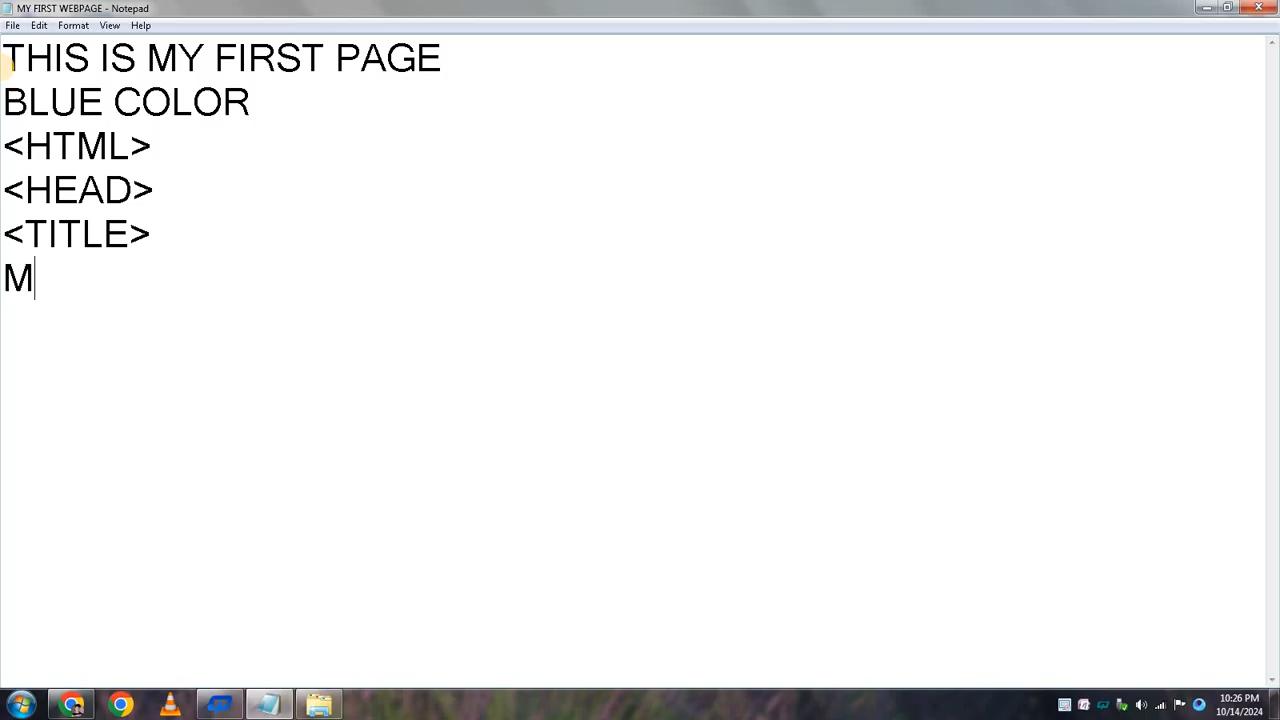 MY FIRST WEBPAGE - Notepad
File Edit Format View Help
THIS IS MY FIRST PAGE
BLUE COLOR
<HTML>
<HEAD>
<TITLE>
M
10:26 PM
10/14/2024